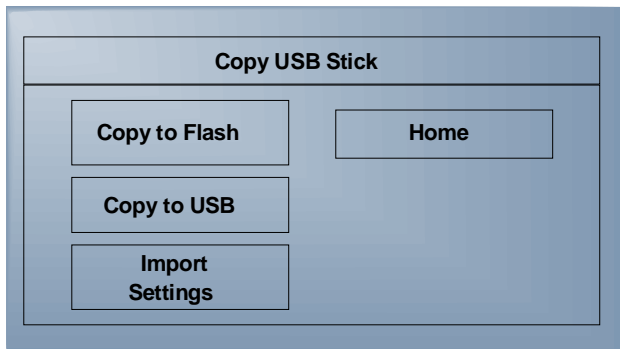 Copy USB Stick
Copy to Flash
Home
Copy to USB
Import
Settings